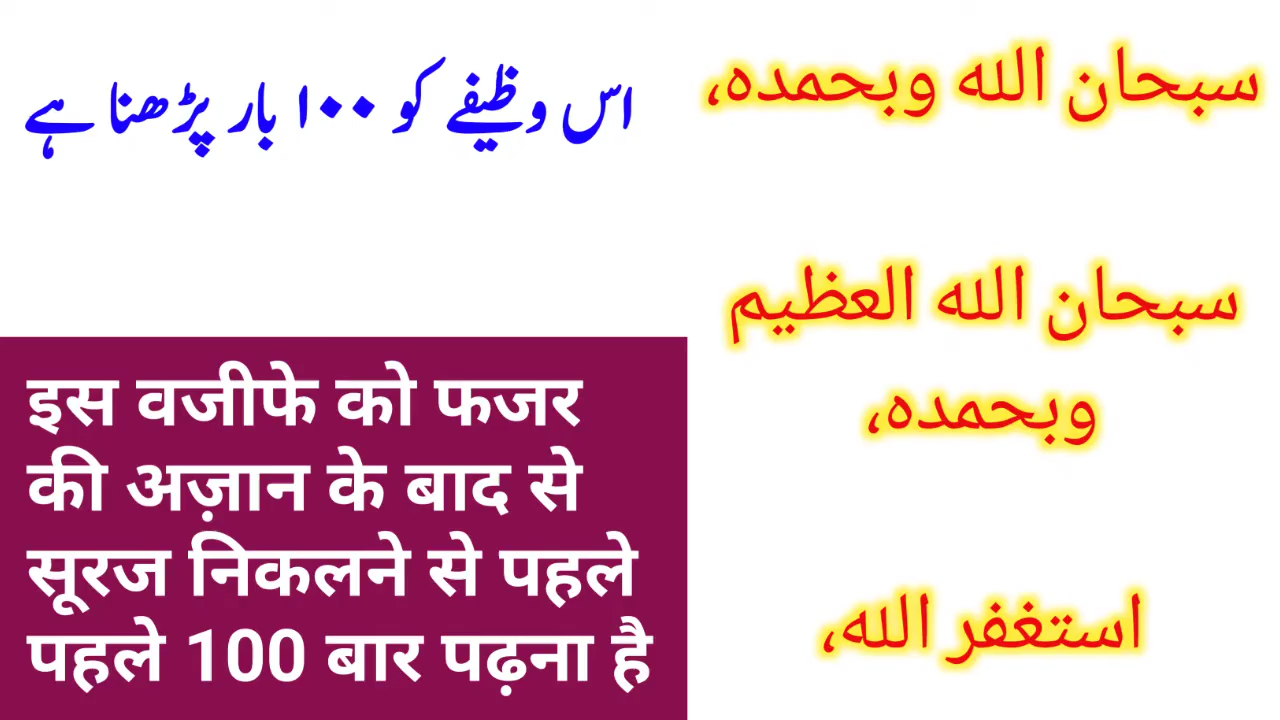 اس وظیفے کو ۱۰۰ بار پڑھنا ہے
سبحان الله وبحمده،
سبحان الله العظيم
وبحمده،
استغفر الله،
इस वजीफे को फजर
की अज़ान के बाद से
सूरज निकलने से पहले
पहले 100 बार पढ़ना है